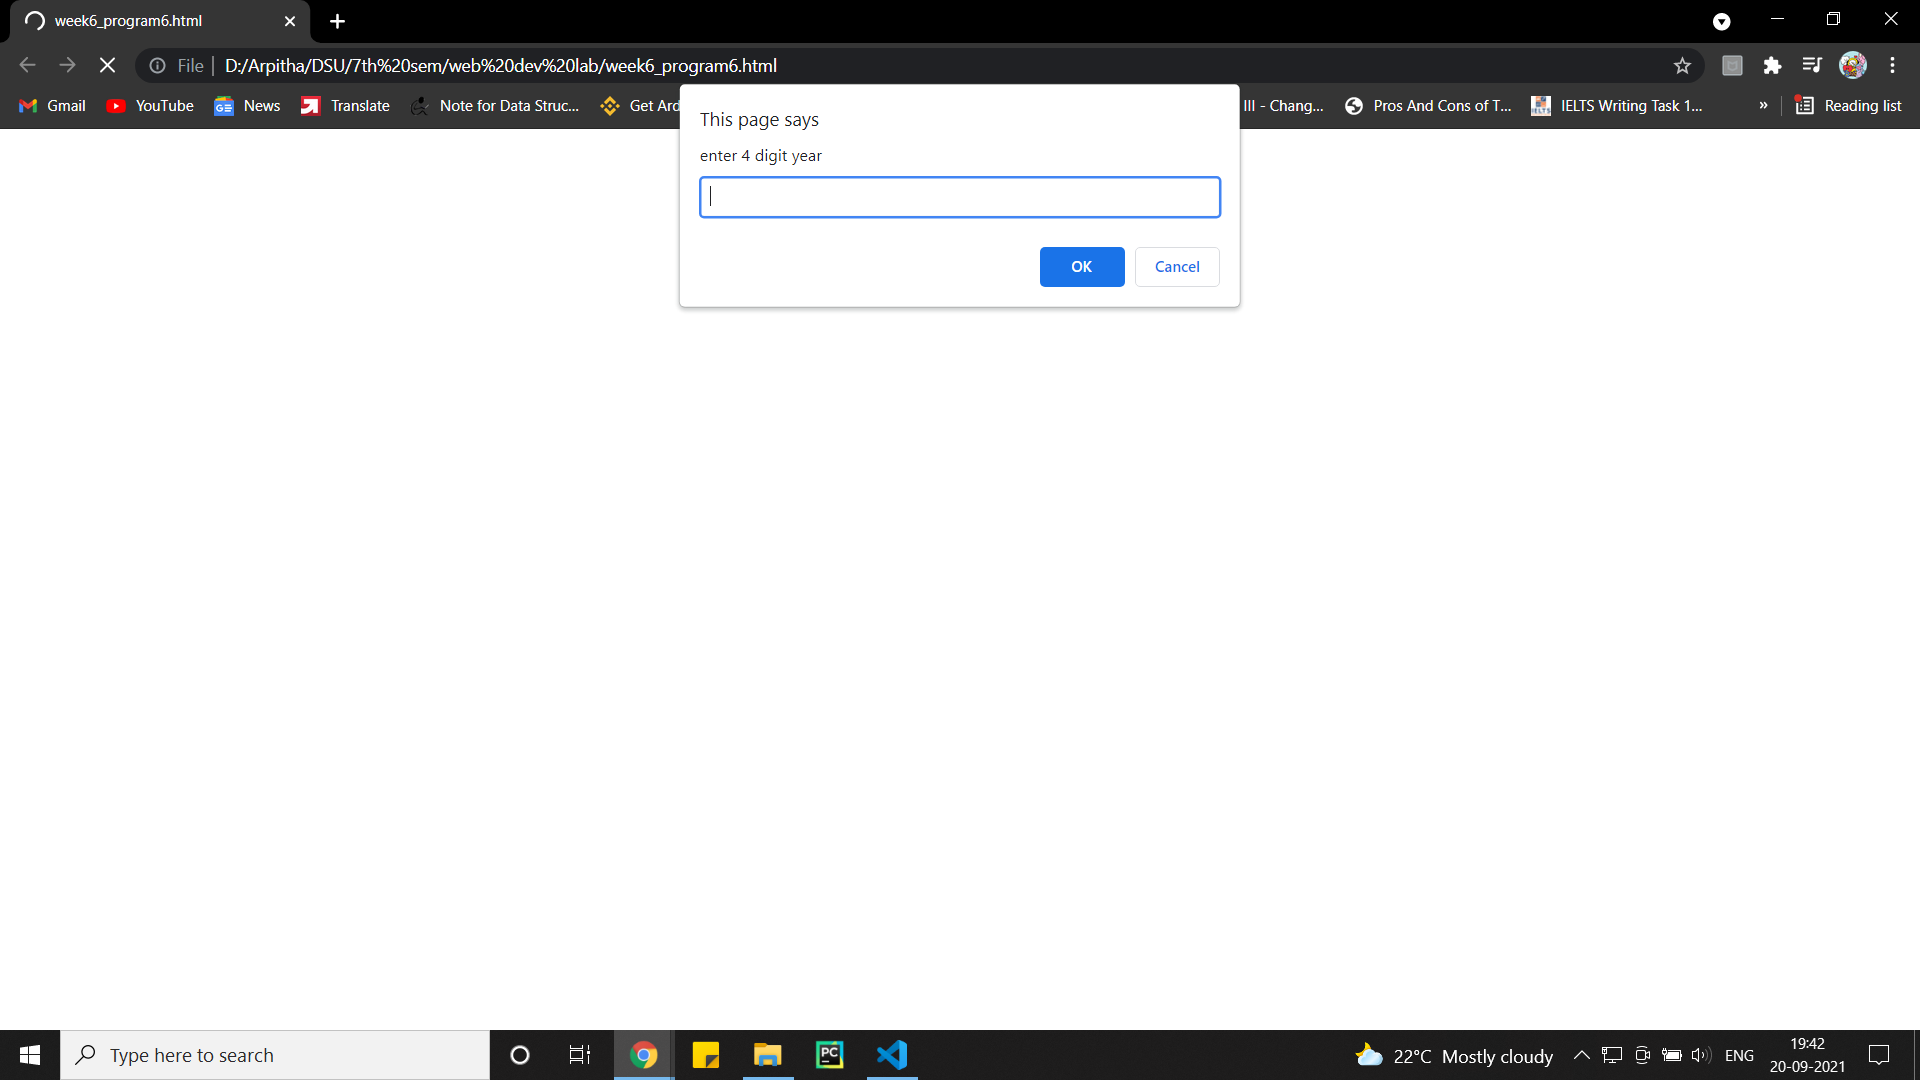 week6_program6.html
File | D:/Arpitha/DSU/7th%20sem/web%20dev%20lab/week6_program6.html
Gmail YouTube News Translate Note for Data Struc... Get Ard III - Chang... Pros And Cons of T... IELTS Writing Task 1... » Reading list
This page says
enter 4 digit year
OK Cancel
Type here to search
PC
22°C Mostly cloudy ENG
19:42
20-09-2021